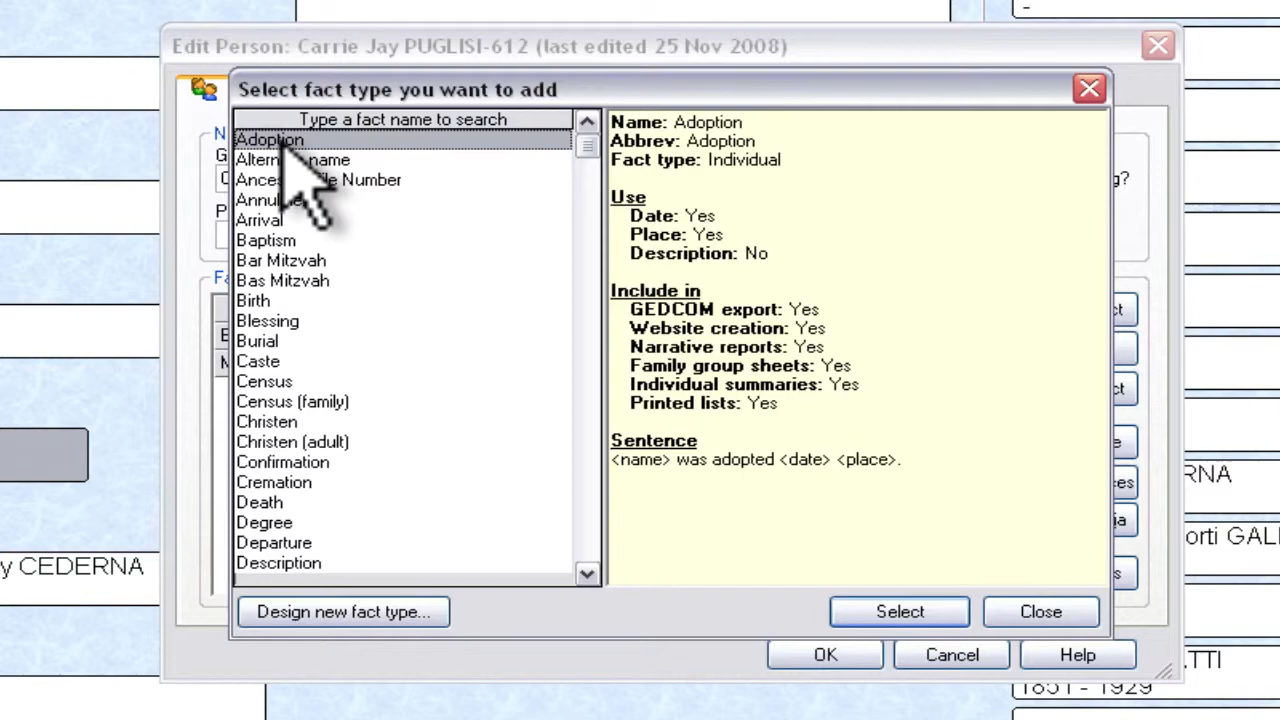 -
Edit Person: Carrie Jay PUGLISI-612 (last edited 25 Nov 2008)
Select fact type you want to add
Type a fact name to search
Adoption
name
Number
Arrival
Baptism
Bar Mitzvah
Bas Mitzvah
Birth
Blessing
Burial
Caste
Census
Census (family)
Christen
Christen (adult)
Confirmation
Cremation
Death
Degree
Departure
Description
Name: Adoption
Abbrev: Adoption
Fact type: Individual
Use
Date: Yes
Place: Yes
Description: No
Include in
GEDCOM export: Yes
Website creation: Yes
Narrative reports: Yes
Family group sheets: Yes
Individual summaries: Yes
Printed lists: Yes
Sentence
<name> was adopted <date> <place>.
Design new fact type...
Select
Close
OK
Cancel
Help
y CEDERNA
RNA
orti GAL
TTI
1851 - 1929